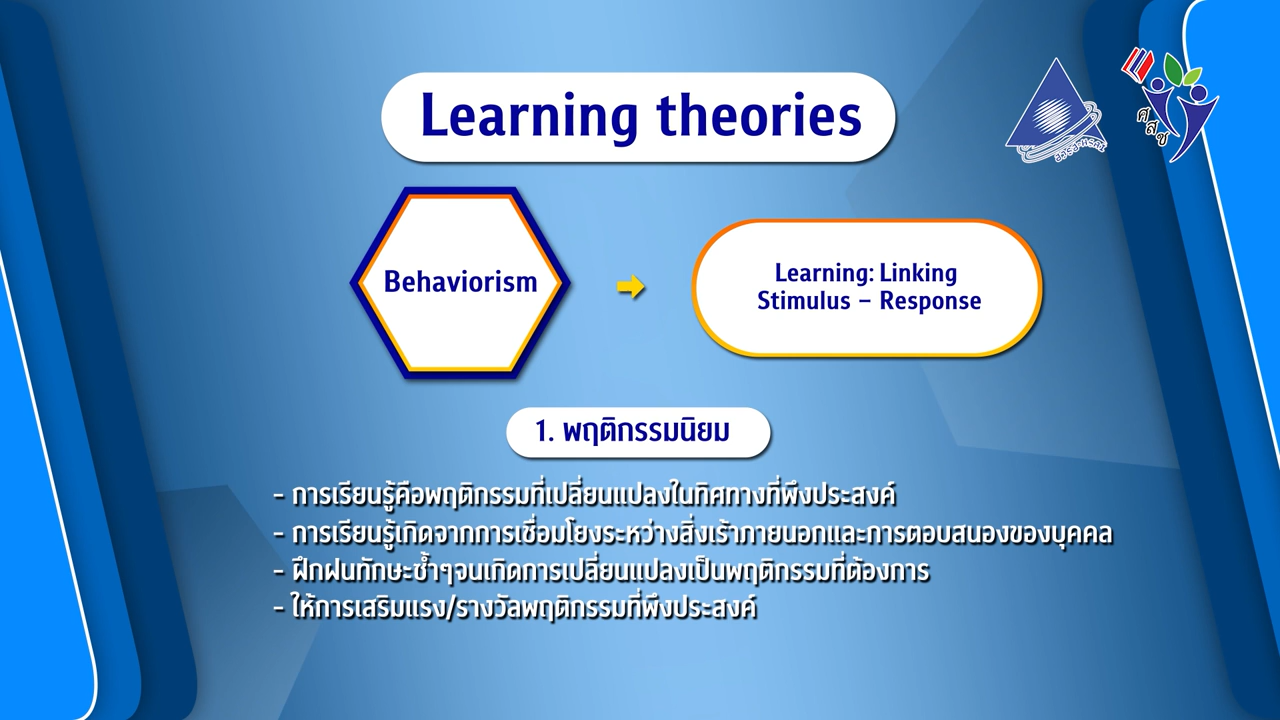 Learning theories
ศสช
Behaviorism
Learning: Linking
Stimulus – Response
1. พฤติกรรมนิยม
- การเรียนรู้คือพฤติกรรมที่เปลี่ยนแปลงในทิศทางที่พึงประสงค์
- การเรียนรู้เกิดจากการเชื่อมโยงระหว่างสิ่งเร้าภายนอกและการตอบสนองของบุคคล
- ฝึกฝนทักษะซ้ำๆจนเกิดการเปลี่ยนแปลงเป็นพฤติกรรมที่ต้องการ
- ให้การเสริมแรง/รางวัลพฤติกรรมที่พึงประสงค์